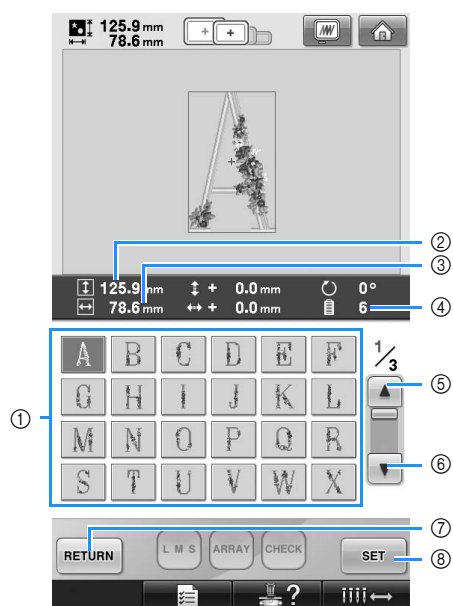 125.9 mm
78.6 mm
A
②
③
125.9 mm + 0.0 mm 0°
78.6 mm + 0.0 mm 6 ④
A B C D E F 1/3
G H I J K L ⑤
① M N O P Q R
S T U V W X ⑥
⑦
RETURN L M S ARRAY CHECK SET ⑧
?